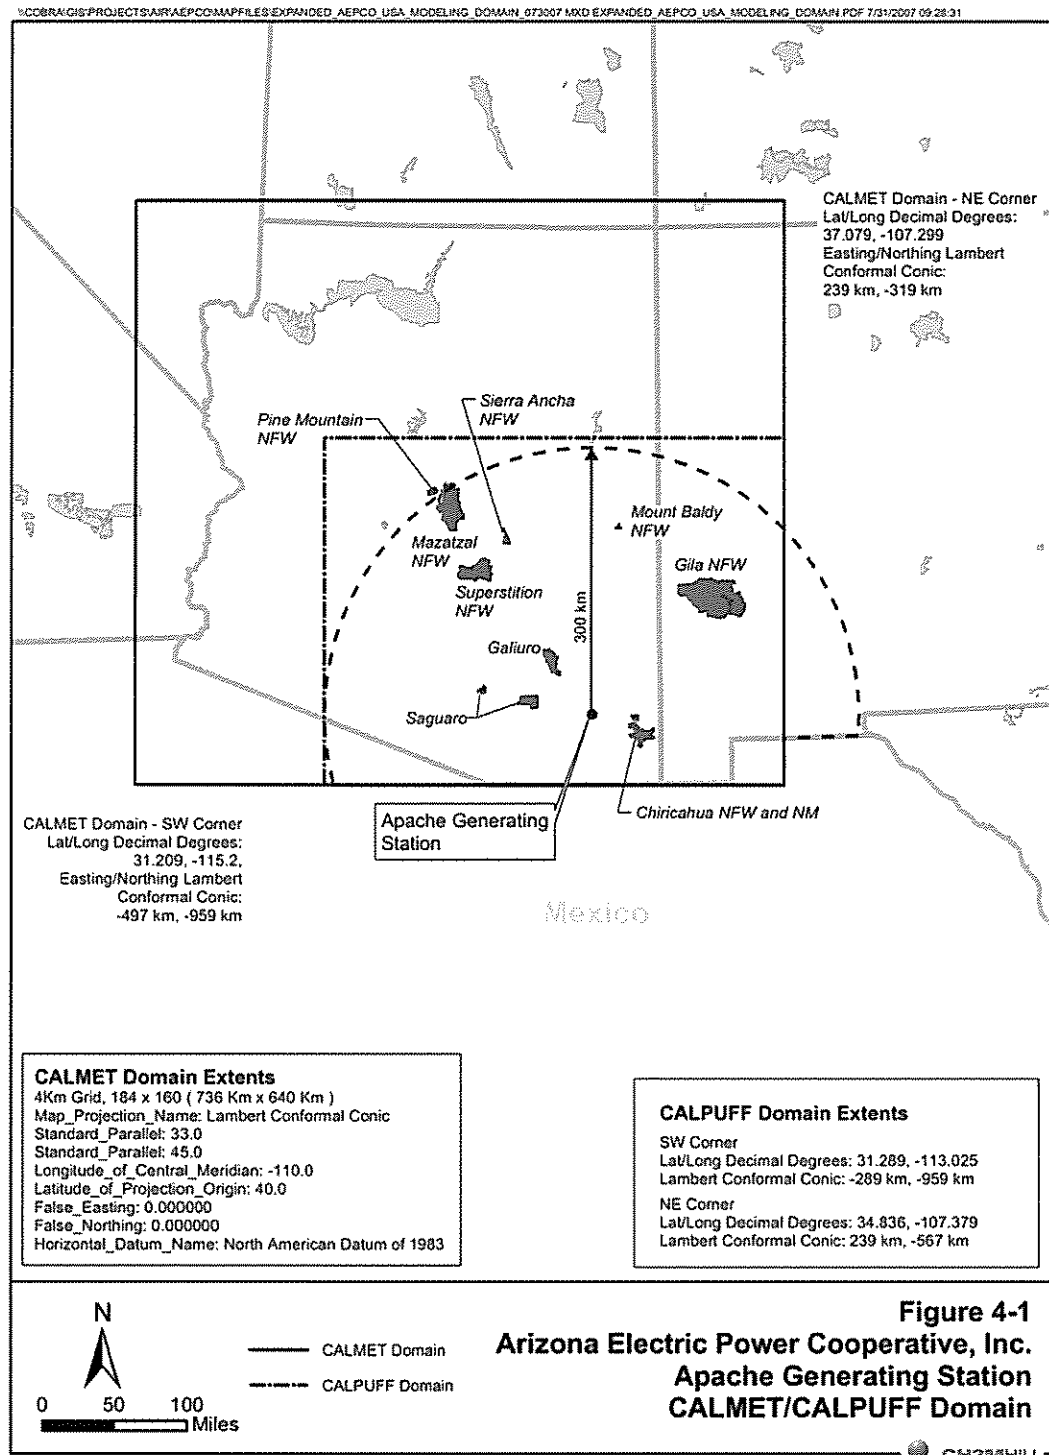 \\COBRA\GIS\PROJECTS\AIR\AEPCO\MAPFILES\EXPANDED_AEPCO_USA_MODELING_DOMAIN_073007 MXD EXPANDED_AEPCO_USA_MODELING_DOMAIN.PDF 7/31/2007 09:28:31
CALMET Domain - NE Corner
Lat/Long Decimal Degrees:
37.079, -107.299
Easting/Northing Lambert
Conformal Conic:
239 km, -319 km
Sierra Ancha
NFW
Pine Mountain
NFW
Mount Baldy
NFW
Mazatzal
NFW
Gila NFW
Superstition
NFW
300 km
Galiuro
Saguaro
Chiricahua NFW and NM
Apache Generating
Station
CALMET Domain - SW Corner
Lat/Long Decimal Degrees:
31.209, -115.2,
Easting/Northing Lambert
Conformal Conic:
-497 km, -959 km
Mexico
CALMET Domain Extents
4Km Grid, 184 x 160 ( 736 Km x 640 Km )
Map_Projection_Name: Lambert Conformal Conic
Standard_Parallel: 33.0
Standard_Parallel: 45.0
Longitude_of_Central_Meridian: -110.0
Latitude_of_Projection_Origin: 40.0
False_Easting: 0.000000
False_Northing: 0.000000
Horizontal_Datum_Name: North American Datum of 1983
CALPUFF Domain Extents
SW Corner
Lat/Long Decimal Degrees: 31.289, -113.025
Lambert Conformal Conic: -289 km, -959 km
NE Corner
Lat/Long Decimal Degrees: 34.836, -107.379
Lambert Conformal Conic: 239 km, -567 km
N
0 50 100
Miles
CALMET Domain
CALPUFF Domain
Figure 4-1
Arizona Electric Power Cooperative, Inc.
Apache Generating Station
CALMET/CALPUFF Domain